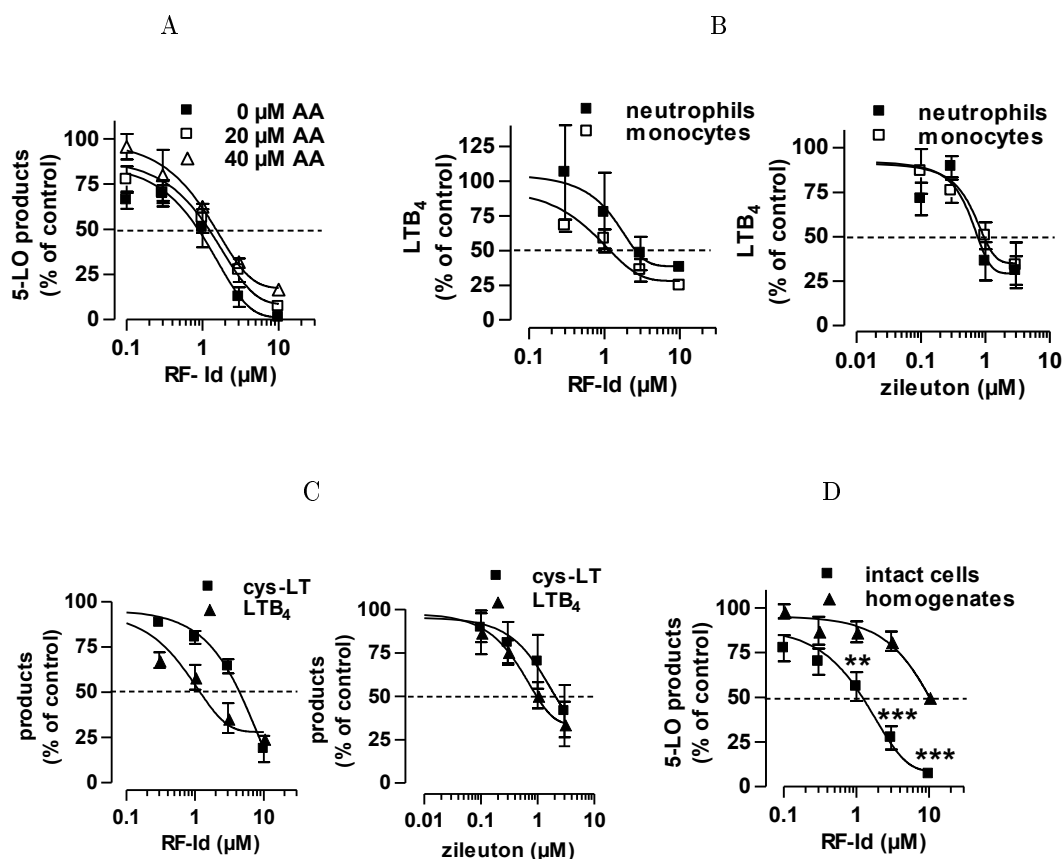 A
0 µM AA
20 µM AA
40 µM AA
5-LO products
(% of control)
100
75
50
25
0
0.1 1 10
RF- Id (µM)
B
neutrophils
monocytes
LTB4
(% of control)
125
100
75
50
25
0
0.1 1 10
RF-Id (µM)
neutrophils
monocytes
LTB4
(% of control)
100
75
50
25
0
0.01 0.1 1 10
zileuton (µM)
C
cys-LT
LTB4
products
(% of control)
100
75
50
25
0
0.1 1 10
RF-Id (µM)
cys-LT
LTB4
products
(% of control)
100
75
50
25
0
0.01 0.1 1 10
zileuton (µM)
D
intact cells
homogenates
5-LO products
(% of control)
100
75
50
25
0
**
***
***
0.1 1 10
RF-Id (µM)